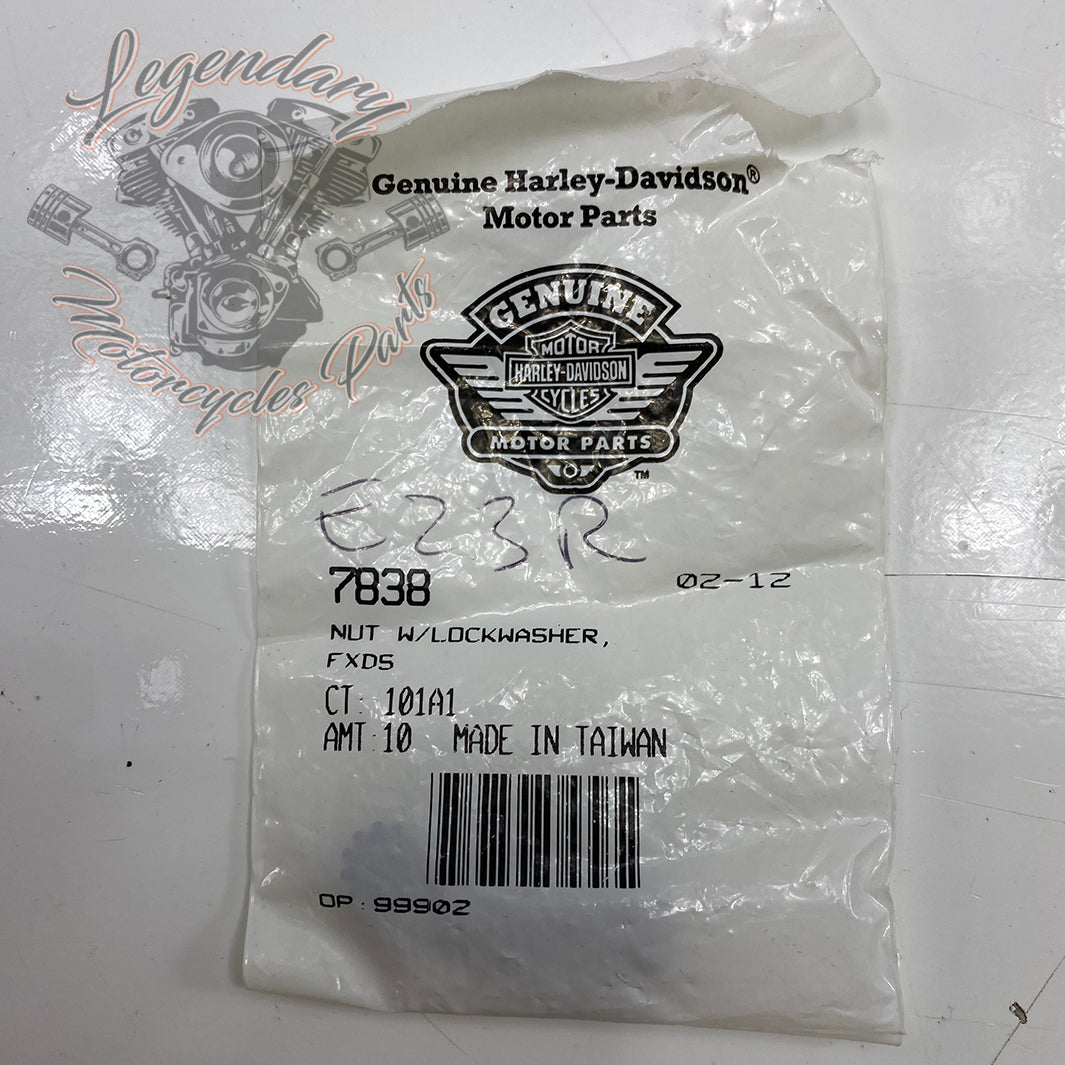 Legendary
Motorcycles Parts
Genuine Harley-Davidson®
Motor Parts
GENUINE
MOTOR
HARLEY-DAVIDSON
CYCLES
MOTOR PARTS
TM
E23R
7838 02-12
NUT W/LOCKWASHER,
FXDS
CT: 101A1
AMT:10 MADE IN TAIWAN
OP:99902